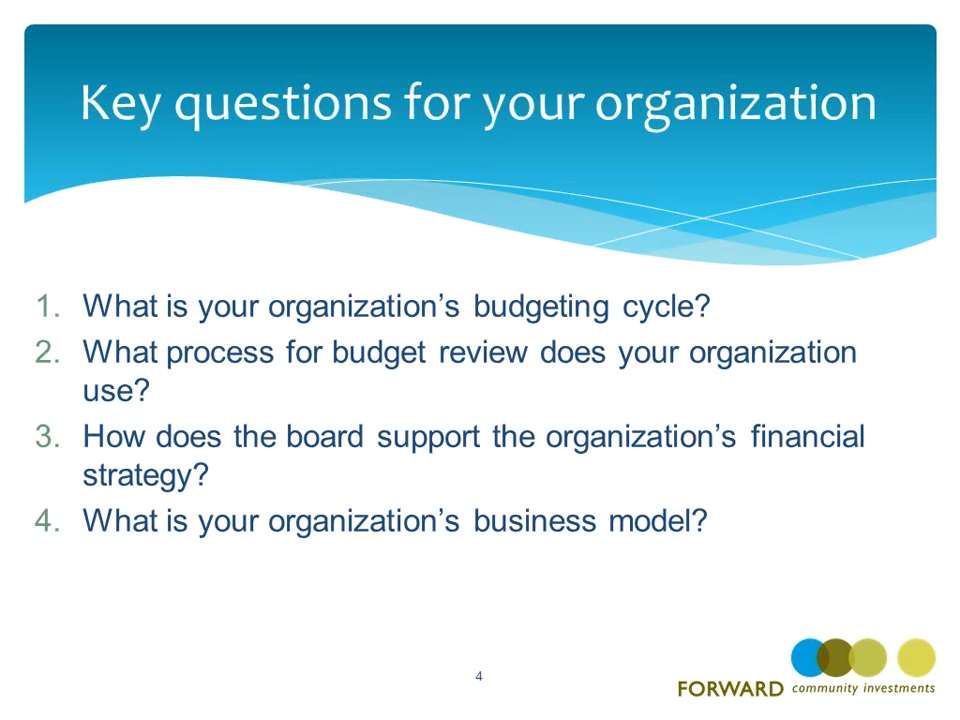 Key questions for your organization
1. What is your organization’s budgeting cycle?
2. What process for budget review does your organization
use?
3. How does the board support the organization’s financial
strategy?
4. What is your organization’s business model?
4
FORWARD community investments